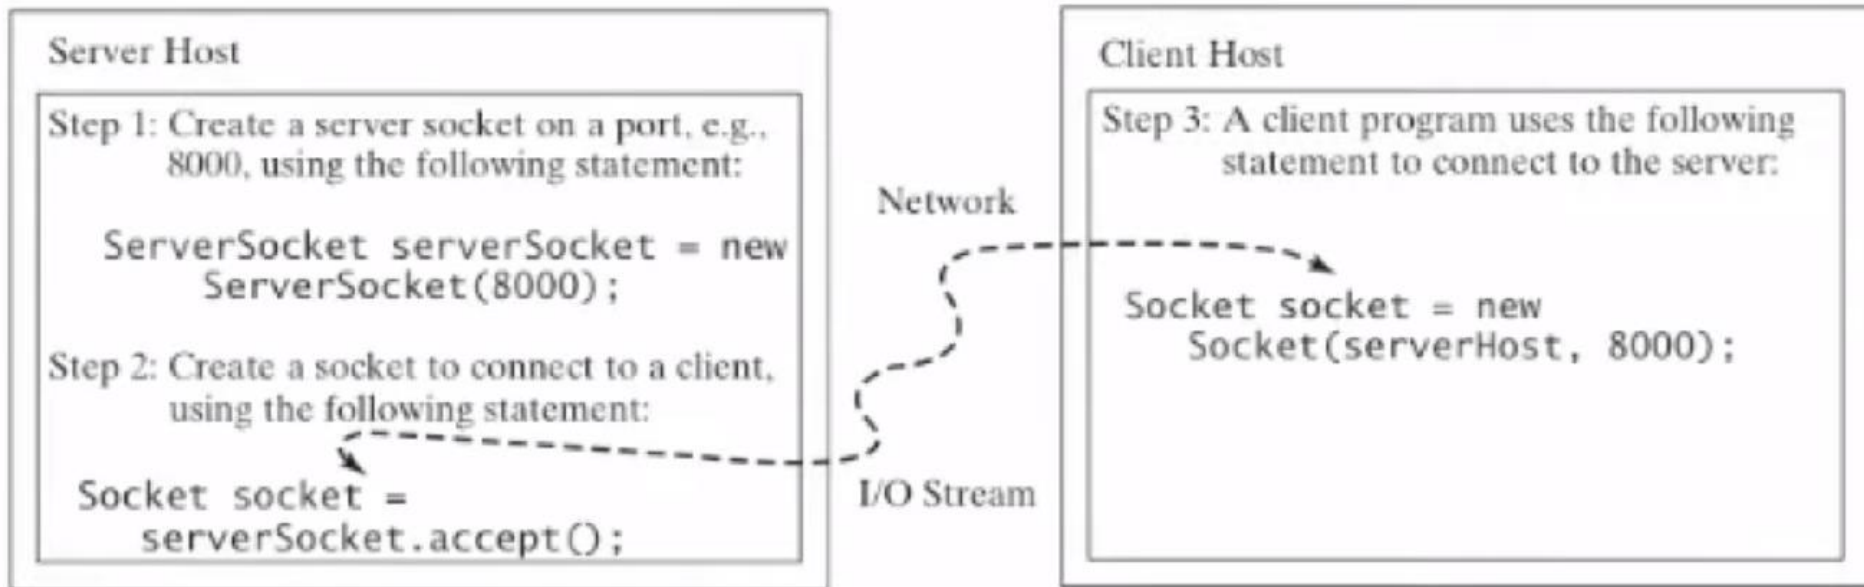 Server Host
Step 1: Create a server socket on a port, e.g.,
8000, using the following statement:
ServerSocket serverSocket = new
ServerSocket(8000);
Step 2: Create a socket to connect to a client,
using the following statement:
Socket socket =
serverSocket.accept();
Network
I/O Stream
Client Host
Step 3: A client program uses the following
statement to connect to the server:
Socket socket = new
Socket(serverHost, 8000);